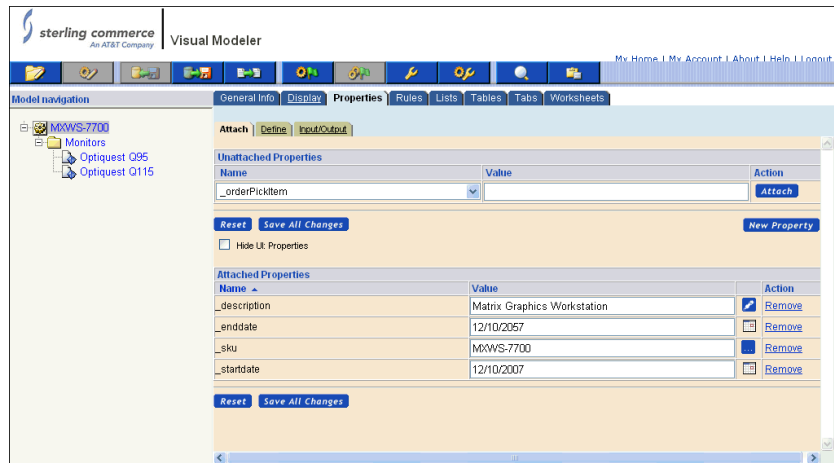 sterling commerce
An AT&T Company
Visual Modeler
My Home | My Account | About | Help | Logout
Model navigation
General Info Display Properties Rules Lists Tables Tabs Worksheets
MXWS-7700
Monitors
Optiquest Q95
Optiquest Q115
Attach Define Input/Output
Unattached Properties
Name Value Action
_orderPickItem Attach
Reset Save All Changes New Property
Hide UI: Properties
Attached Properties
Name Value Action
_description Matrix Graphics Workstation Remove
_enddate 12/10/2057 Remove
_sku MXWS-7700 ... Remove
_startdate 12/10/2007 Remove
Reset Save All Changes